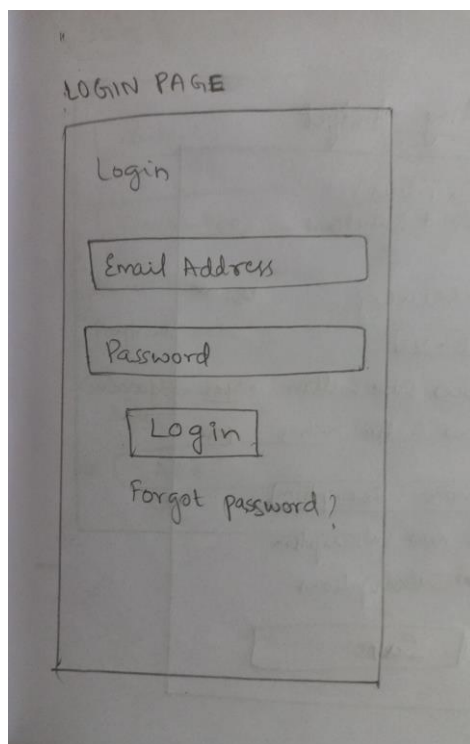 LOGIN PAGE
Login
Email Address
Password
Login
Forgot password?